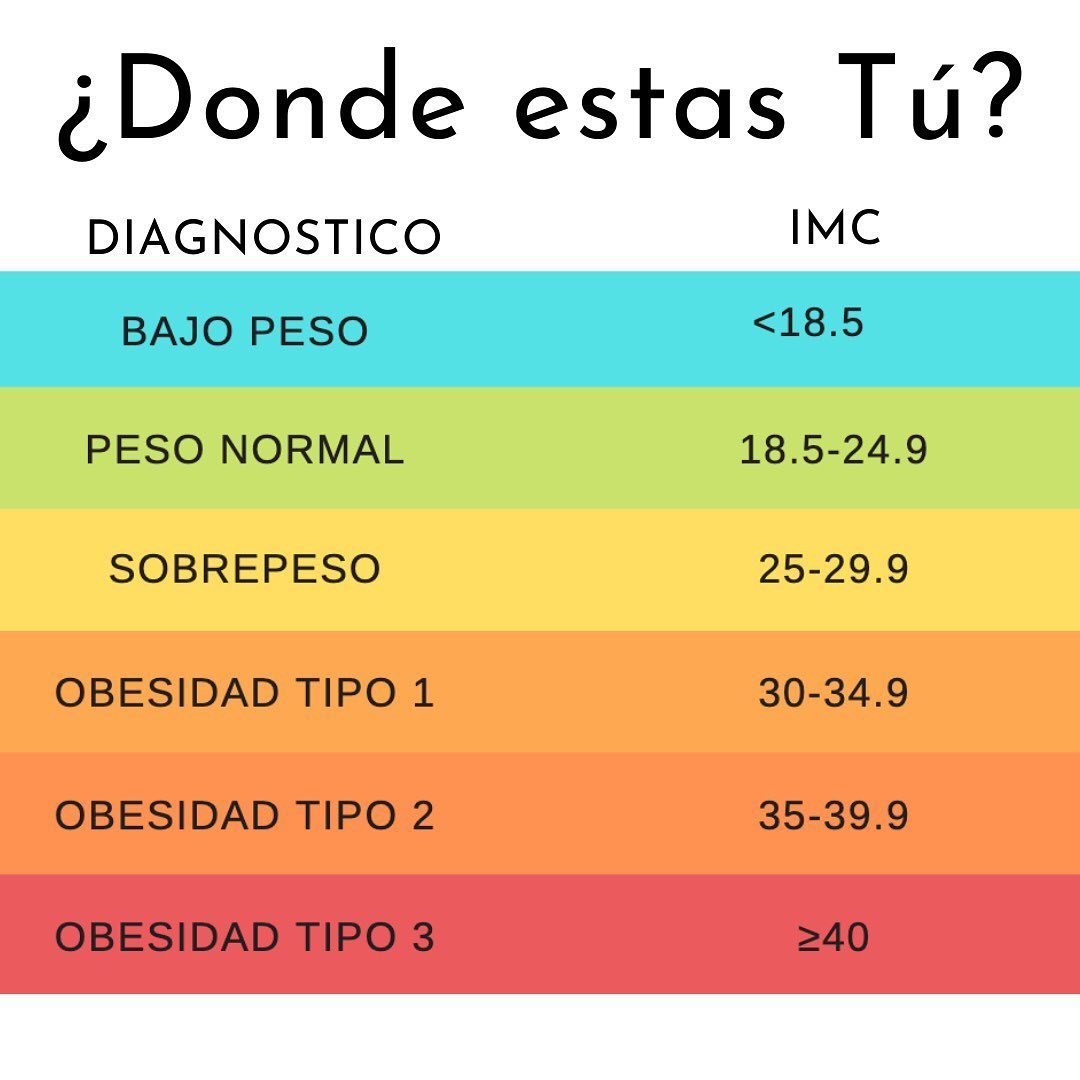 ¿Donde estas Tú?
DIAGNOSTICO IMC
BAJO PESO <18.5
PESO NORMAL 18.5-24.9
SOBREPESO 25-29.9
OBESIDAD TIPO 1 30-34.9
OBESIDAD TIPO 2 35-39.9
OBESIDAD TIPO 3 ≥40